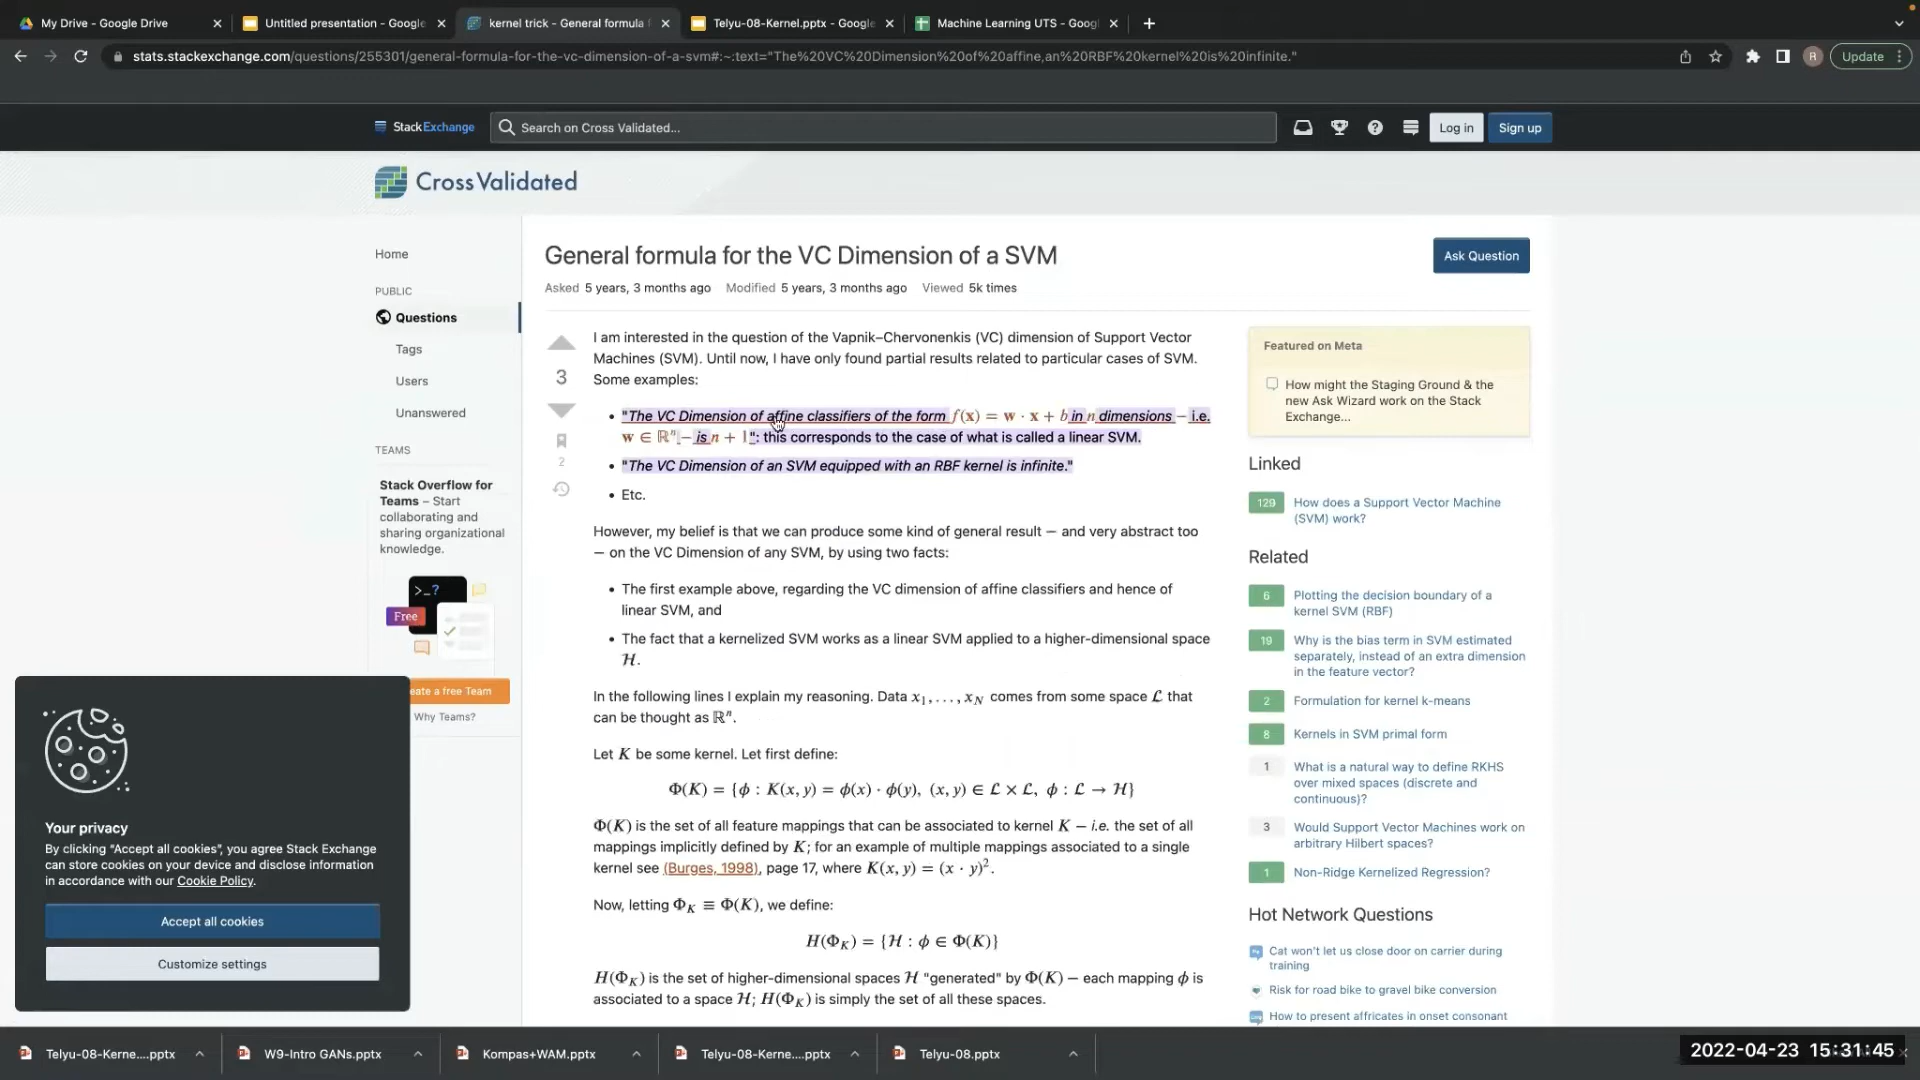 My Drive - Google Drive
Untitled presentation - Google
kernel trick - General formula f
Telyu-08-Kernel.pptx - Google
Machine Learning UTS - Googl
stats.stackexchange.com/questions/255301/general-formula-for-the-vc-dimension-of-a-svm#:~:text="The%20VC%20Dimension%20of%20affine,an%20RBF%20kernel%20is%20infinite."
R
Update
StackExchange
Search on Cross Validated...
Log in
Sign up
CrossValidated
Home
PUBLIC
Questions
Tags
Users
Unanswered
TEAMS
Stack Overflow for
Teams – Start
collaborating and
sharing organizational
knowledge.
>_?
Free
eate a free Team
Why Teams?
General formula for the VC Dimension of a SVM
Ask Question
Asked 5 years, 3 months ago Modified 5 years, 3 months ago Viewed 5k times
3
2
I am interested in the question of the Vapnik–Chervonenkis (VC) dimension of Support Vector
Machines (SVM). Until now, I have only found partial results related to particular cases of SVM.
Some examples:
• "The VC Dimension of affine classifiers of the form f(x) = w · x + b in n dimensions – i.e.
w ∈ ℝⁿ – is n + 1": this corresponds to the case of what is called a linear SVM.
• "The VC Dimension of an SVM equipped with an RBF kernel is infinite."
• Etc.
However, my belief is that we can produce some kind of general result — and very abstract too
— on the VC Dimension of any SVM, by using two facts:
• The first example above, regarding the VC dimension of affine classifiers and hence of
linear SVM, and
• The fact that a kernelized SVM works as a linear SVM applied to a higher-dimensional space
ℋ.
In the following lines I explain my reasoning. Data x₁, . . . , x_N comes from some space ℒ that
can be thought as ℝⁿ.
Let K be some kernel. Let first define:
Φ(K) = {ϕ : K(x, y) = ϕ(x) · ϕ(y), (x, y) ∈ ℒ × ℒ, ϕ : ℒ → ℋ}
Φ(K) is the set of all feature mappings that can be associated to kernel K – i.e. the set of all
mappings implicitly defined by K; for an example of multiple mappings associated to a single
kernel see (Burges, 1998), page 17, where K(x, y) = (x · y)².
Now, letting Φ_K ≡ Φ(K), we define:
H(Φ_K) = {ℋ : ϕ ∈ Φ(K)}
H(Φ_K) is the set of higher-dimensional spaces ℋ "generated" by Φ(K) – each mapping ϕ is
associated to a space ℋ; H(Φ_K) is simply the set of all these spaces.
Featured on Meta
How might the Staging Ground & the
new Ask Wizard work on the Stack
Exchange...
Linked
129 How does a Support Vector Machine
(SVM) work?
Related
6 Plotting the decision boundary of a
kernel SVM (RBF)
19 Why is the bias term in SVM estimated
separately, instead of an extra dimension
in the feature vector?
2 Formulation for kernel k-means
8 Kernels in SVM primal form
1 What is a natural way to define RKHS
over mixed spaces (discrete and
continuous)?
3 Would Support Vector Machines work on
arbitrary Hilbert spaces?
1 Non-Ridge Kernelized Regression?
Hot Network Questions
Cat won't let us close door on carrier during
training
Risk for road bike to gravel bike conversion
How to present affricates in onset consonant
Your privacy
By clicking "Accept all cookies", you agree Stack Exchange
can store cookies on your device and disclose information
in accordance with our Cookie Policy.
Accept all cookies
Customize settings
Telyu-08-Kerne....pptx
W9-Intro GANs.pptx
Kompas+WAM.pptx
Telyu-08-Kerne....pptx
Telyu-08.pptx
2022-04-23 15:31:45